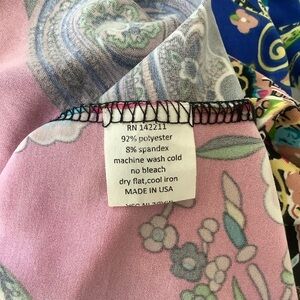 RN 142211
92% polyester
8% spandex
machine wash cold
no bleach
dry flat,cool iron
MADE IN USA